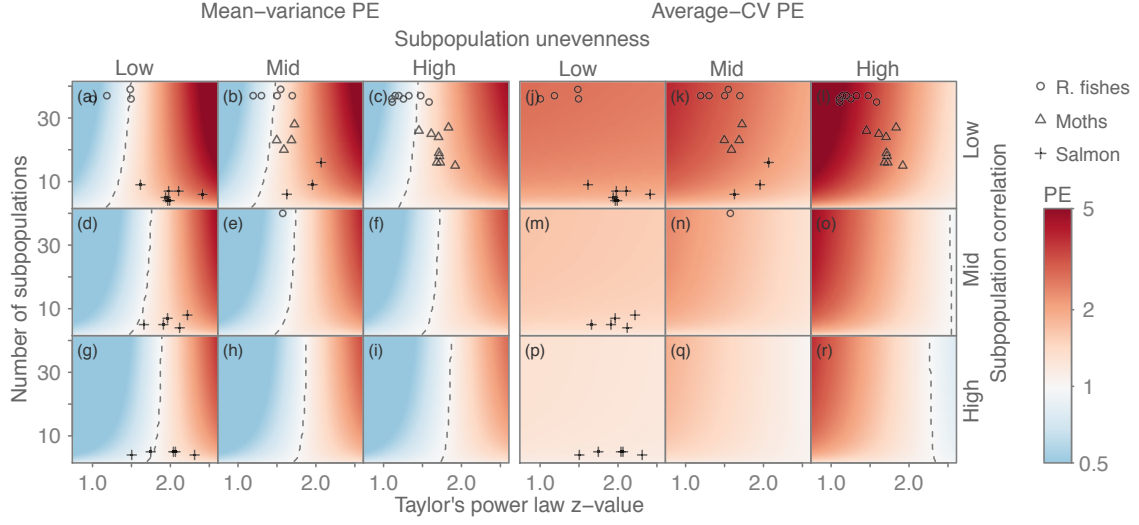 Mean−variance PE
Average−CV PE
Subpopulation unevenness
Low
Mid
High
Low
Mid
High
(a)
(b)
(c)
(j)
(k)
(d)
(e)
(f)
(m)
(n)
(o)
(g)
(h)
(i)
(p)
(q)
(r)
30
10
30
10
30
10
Number of subpopulations
Low
Mid
High
Subpopulation correlation
R. fishes
Moths
Salmon
PE
5
2
1
0.5
1.0
2.0
1.0
2.0
1.0
2.0
1.0
2.0
1.0
2.0
1.0
2.0
Taylor's power law z−value